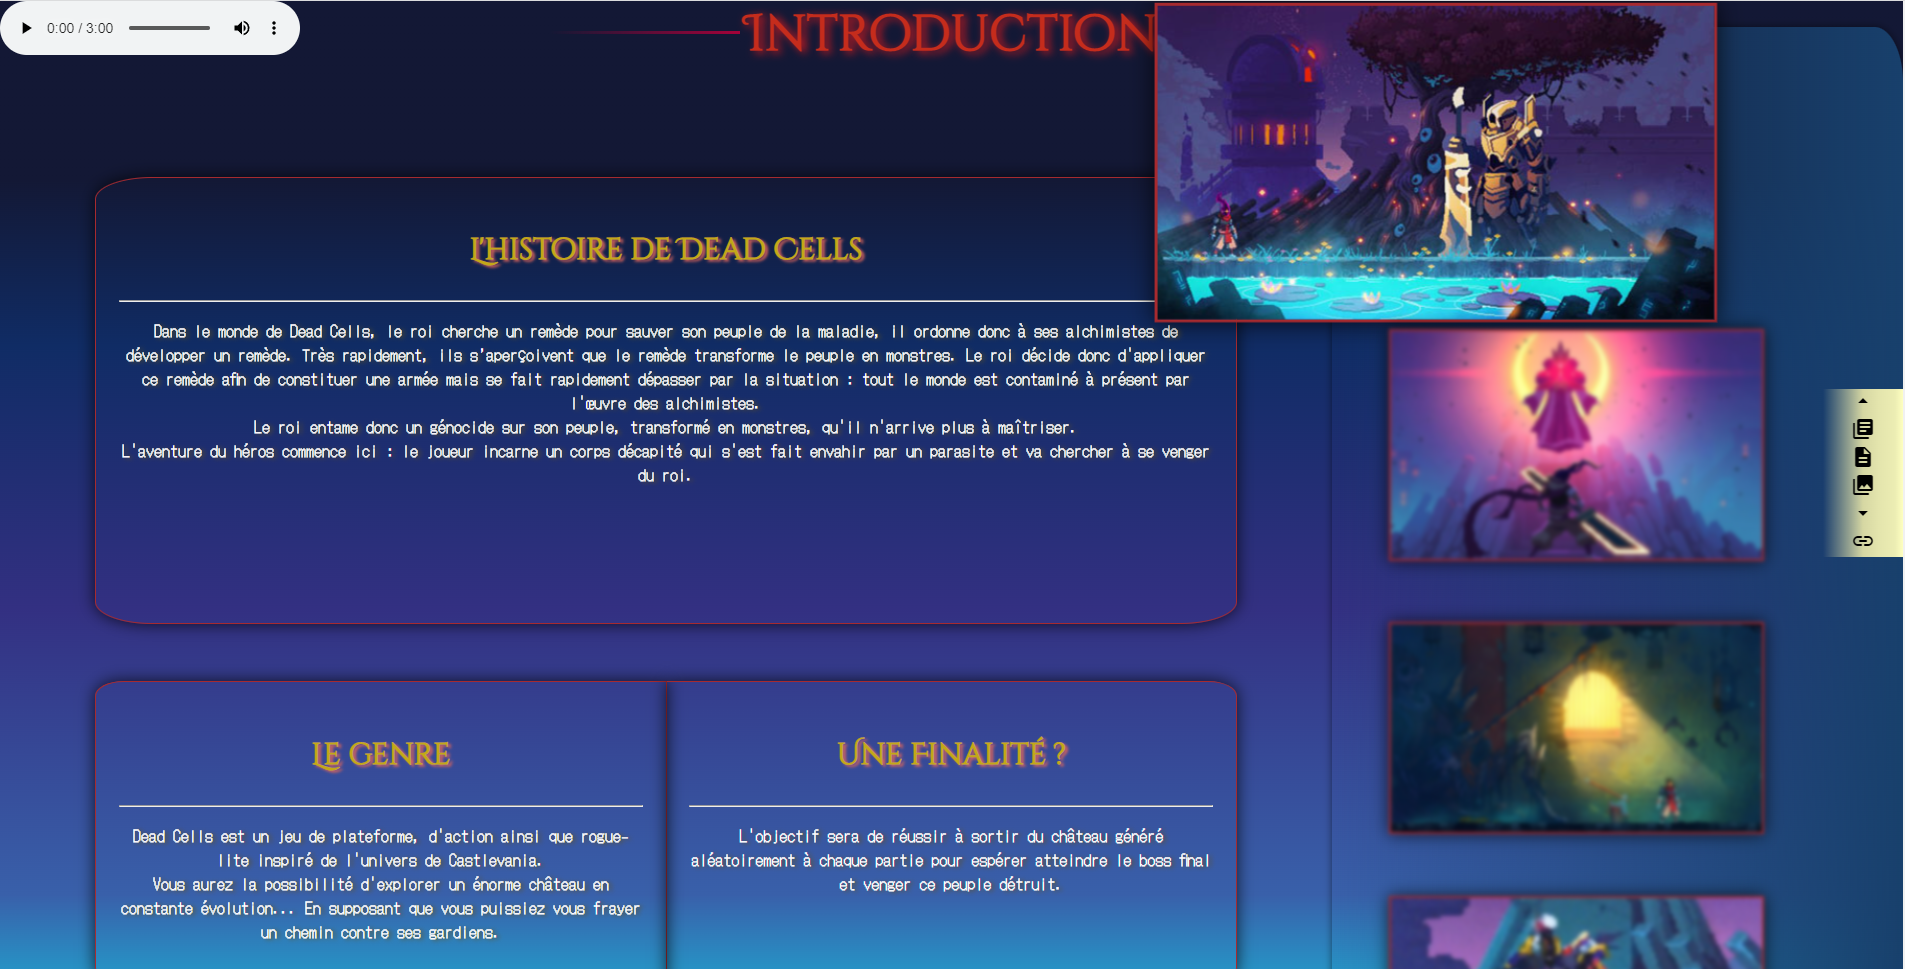 0:00 / 3:00
INTRODUCTION
L'HISTOIRE DE DEAD CELLS
Dans le monde de Dead Cells, le roi cherche un remède pour sauver son peuple de la maladie, il ordonne donc à ses alchimistes de
développer un remède. Très rapidement, ils s'aperçoivent que le remède transforme le peuple en monstres. Le roi décide donc d'appliquer
ce remède afin de constituer une armée mais se fait rapidement dépasser par la situation : tout le monde est contaminé à présent par
l'œuvre des alchimistes.
Le roi entame donc un génocide sur son peuple, transformé en monstres, qu'il n'arrive plus à maîtriser.
L'aventure du héros commence ici : le joueur incarne un corps décapité qui s'est fait envahir par un parasite et va chercher à se venger
du roi.
LE GENRE
Dead Cells est un jeu de plateforme, d'action ainsi que rogue-
lite inspiré de l'univers de Castlevania.
Vous aurez la possibilité d'explorer un énorme château en
constante évolution... En supposant que vous puissiez vous frayer
un chemin contre ses gardiens.
UNE FINALITÉ ?
L'objectif sera de réussir à sortir du château généré
aléatoirement à chaque partie pour espérer atteindre le boss final
et venger ce peuple détruit.